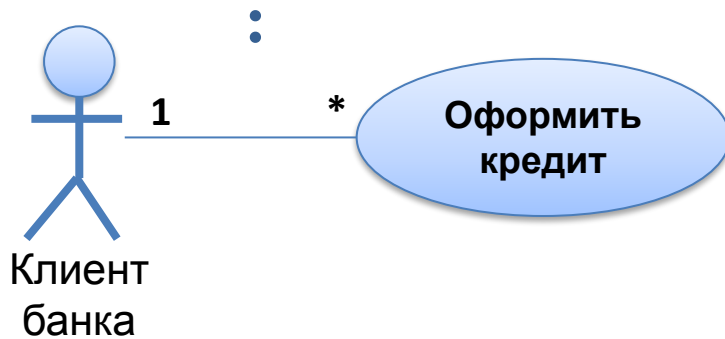 :
1 *
Оформить
кредит
Клиент
банка